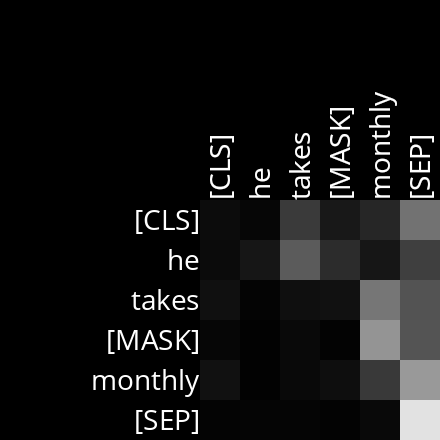 [CLS] he takes [MASK] monthly [SEP]
[CLS]
he
takes
[MASK]
monthly
[SEP]